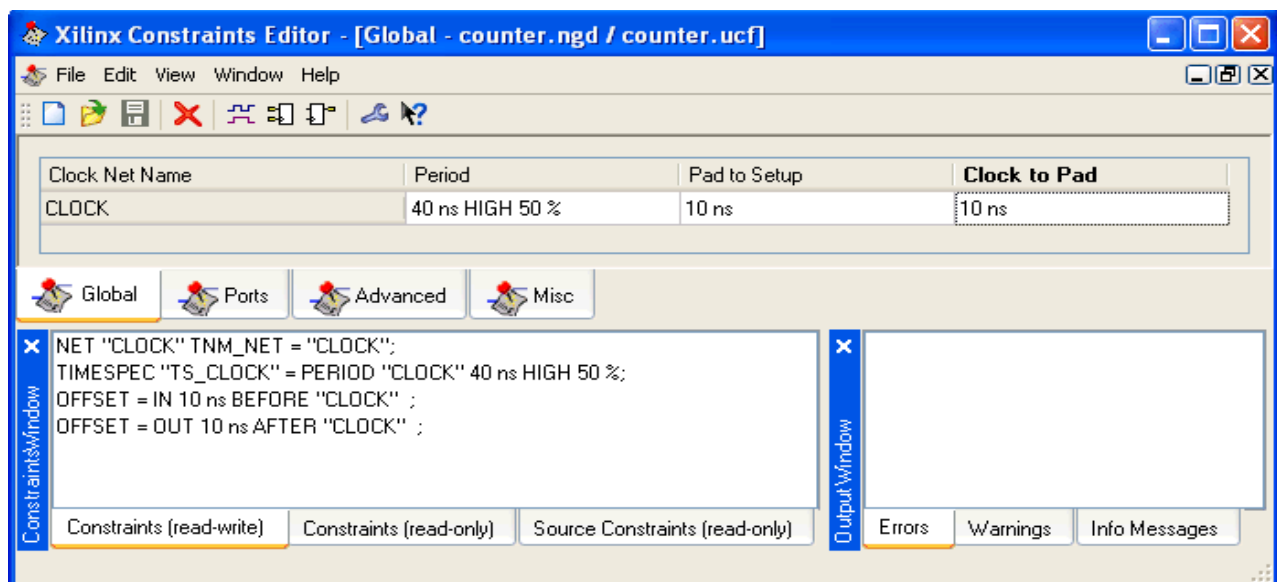 Xilinx Constraints Editor - [Global - counter.ngd / counter.ucf]
File Edit View Window Help
Clock Net Name Period Pad to Setup Clock to Pad
CLOCK 40 ns HIGH 50 % 10 ns 10 ns
Global Ports Advanced Misc
NET "CLOCK" TNM_NET = "CLOCK";
TIMESPEC "TS_CLOCK" = PERIOD "CLOCK" 40 ns HIGH 50 %;
OFFSET = IN 10 ns BEFORE "CLOCK" ;
OFFSET = OUT 10 ns AFTER "CLOCK" ;
Constraints\Window
Constraints (read-write) Constraints (read-only) Source Constraints (read-only)
Output\Window
Errors Warnings Info Messages